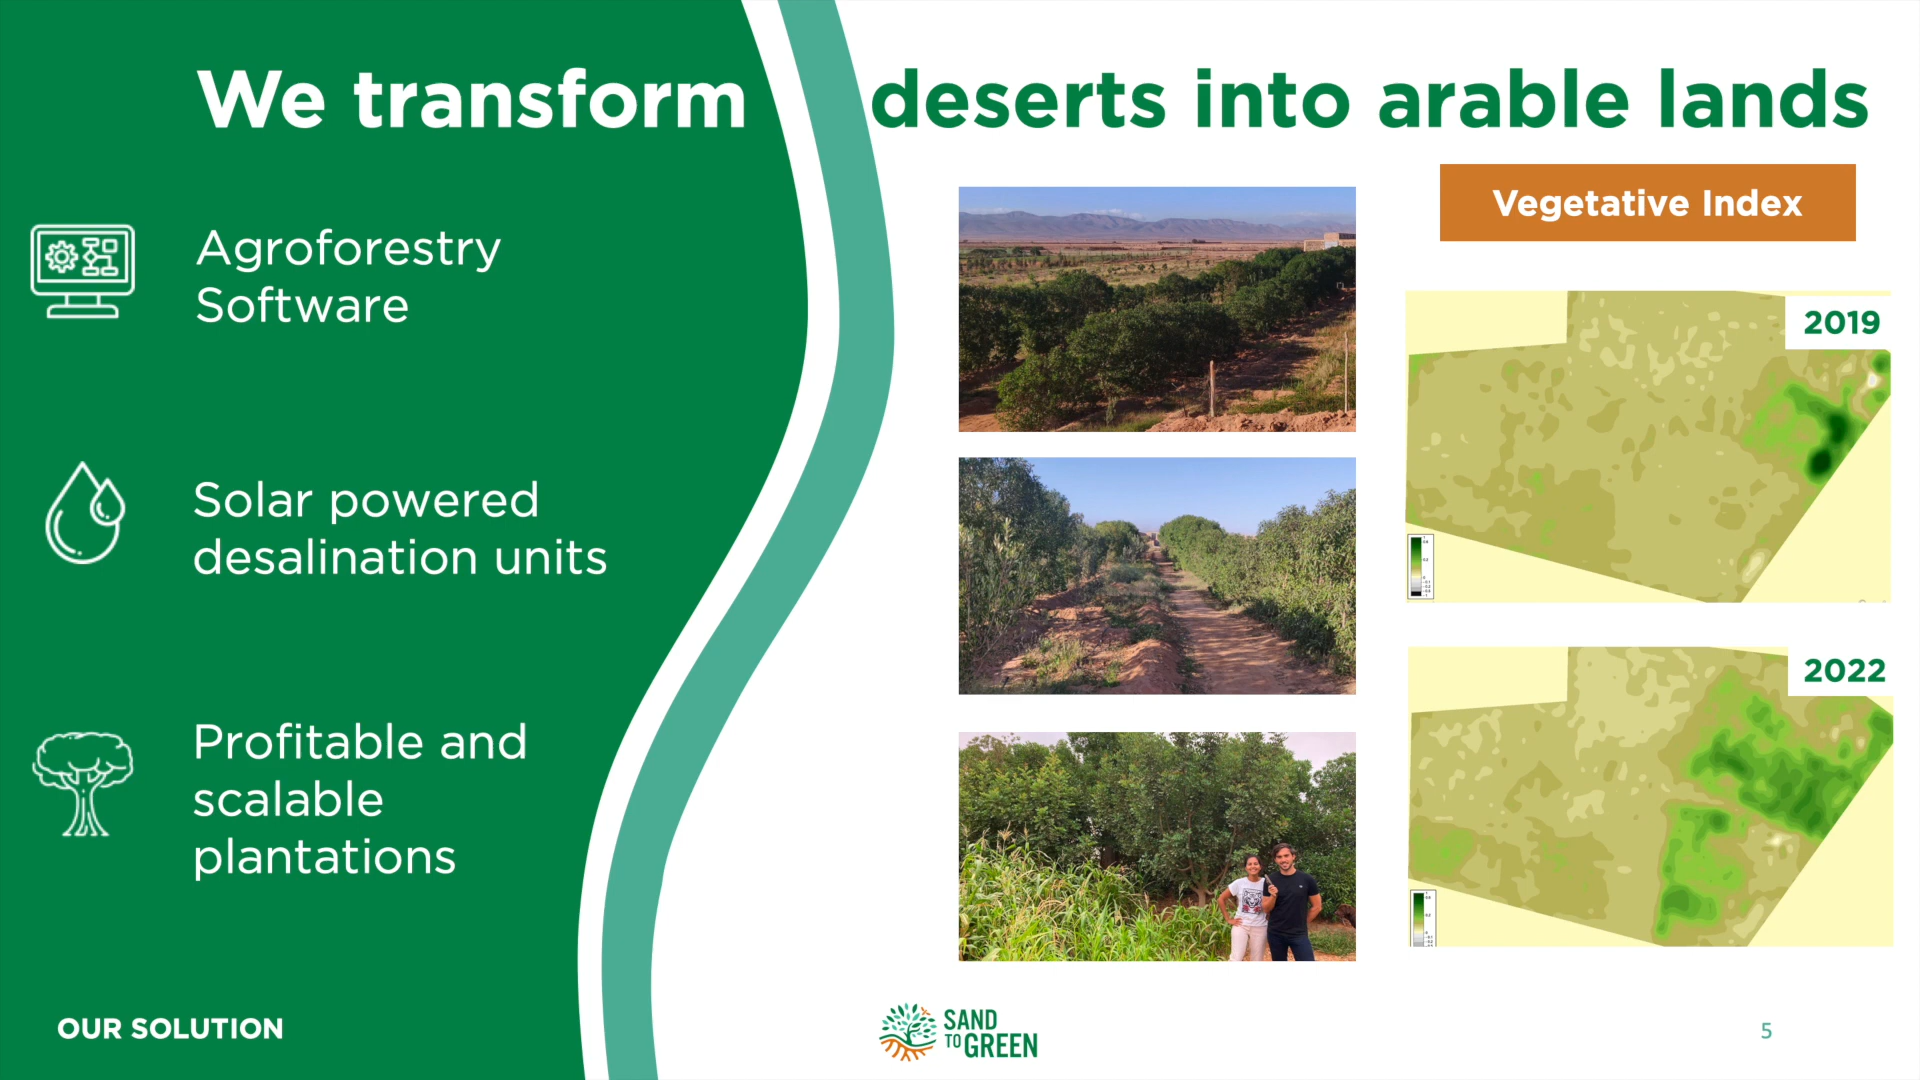 We transform deserts into arable lands
Agroforestry
Software
Solar powered
desalination units
Profitable and
scalable
plantations
Vegetative Index
2019
2022
OUR SOLUTION
SAND
TO GREEN
5